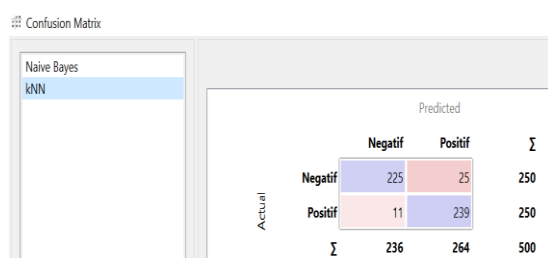 Confusion Matrix
Naive Bayes
kNN
Predicted
Negatif Positif Σ
Negatif 225 25 250
Actual
Positif 11 239 250
Σ 236 264 500